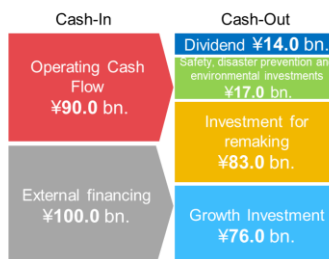 Cash-In
Cash-Out
Operating Cash
Flow
¥90.0 bn.
External financing
¥100.0 bn.
Dividend ¥14.0 bn.
Safety, disaster prevention and
environmental investments
¥17.0 bn.
Investment for
remaking
¥83.0 bn.
Growth Investment
¥76.0 bn.